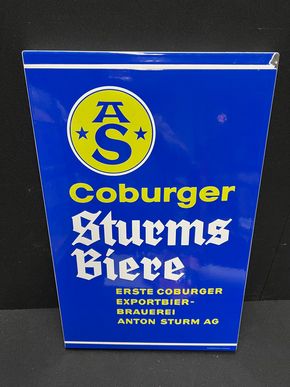 AS
Coburger
Sturms
Biere
ERSTE COBURGER
EXPORTBIER-
BRAUEREI
ANTON STURM AG